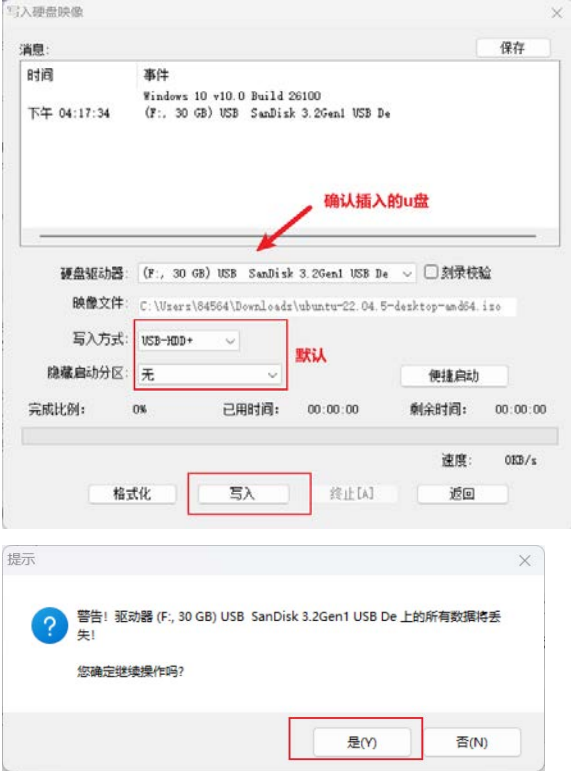 写入硬盘映像
消息:
保存
时间 事件
Windows 10 v10.0 Build 26100
下午 04:17:34 (F:, 30 GB) USB SanDisk 3.2Gen1 USB De
确认插入的u盘
硬盘驱动器: (F:, 30 GB) USB SanDisk 3.2Gen1 USB De 刻录校验
映像文件: C:\Users\84564\Downloads\ubuntu-22.04.5-desktop-amd64.iso
写入方式: USB-HDD+
默认
隐藏启动分区: 无 便捷启动
完成比例: 0% 已用时间: 00:00:00 剩余时间: 00:00:00
速度: 0KB/s
格式化 写入 终止[A] 返回
提示
警告! 驱动器 (F:, 30 GB) USB SanDisk 3.2Gen1 USB De 上的所有数据将丢
失!
您确定继续操作吗?
是(Y) 否(N)